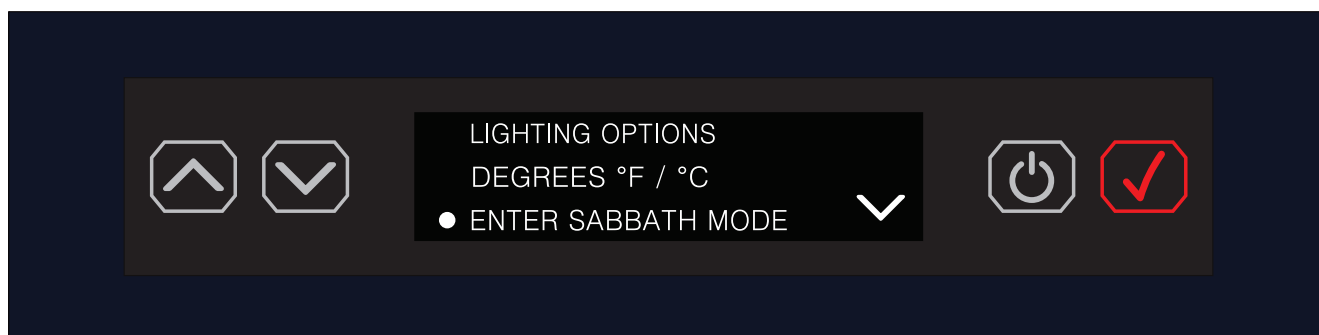 LIGHTING OPTIONS
DEGREES °F / °C
ENTER SABBATH MODE